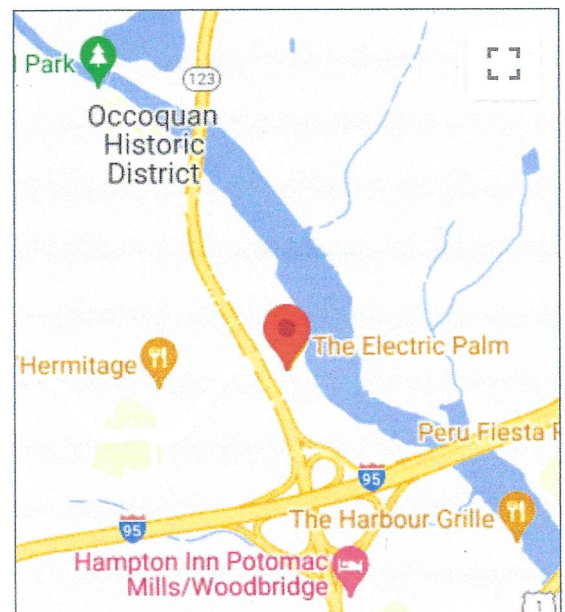 l Park
123
Occoquan
Historic
District
The Electric Palm
'Hermitage
Peru Fiesta
95
The Harbour Grille
95
Hampton Inn Potomac
Mills/Woodbridge
1